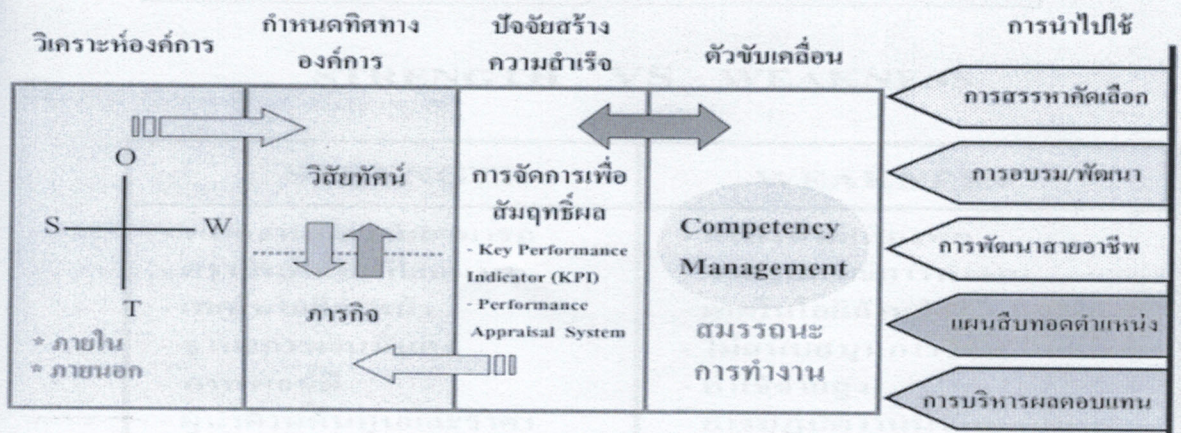 วิเคราะห์องค์การ
กำหนดทิศทาง
องค์การ
ปัจจัยสร้าง
ความสำเร็จ
ตัวขับเคลื่อน
การนำไปใช้
O
S
W
T
* ภายใน
* ภายนอก
วิสัยทัศน์
ภารกิจ
การจัดการเพื่อ
สัมฤทธิ์ผล
- Key Performance
Indicator (KPI)
- Performance
Appraisal System
Competency
Management
สมรรถนะ
การทำงาน
การสรรหาคัดเลือก
การอบรม/พัฒนา
การพัฒนาสายอาชีพ
แผนสืบทอดตำแหน่ง
การบริหารผลตอบแทน